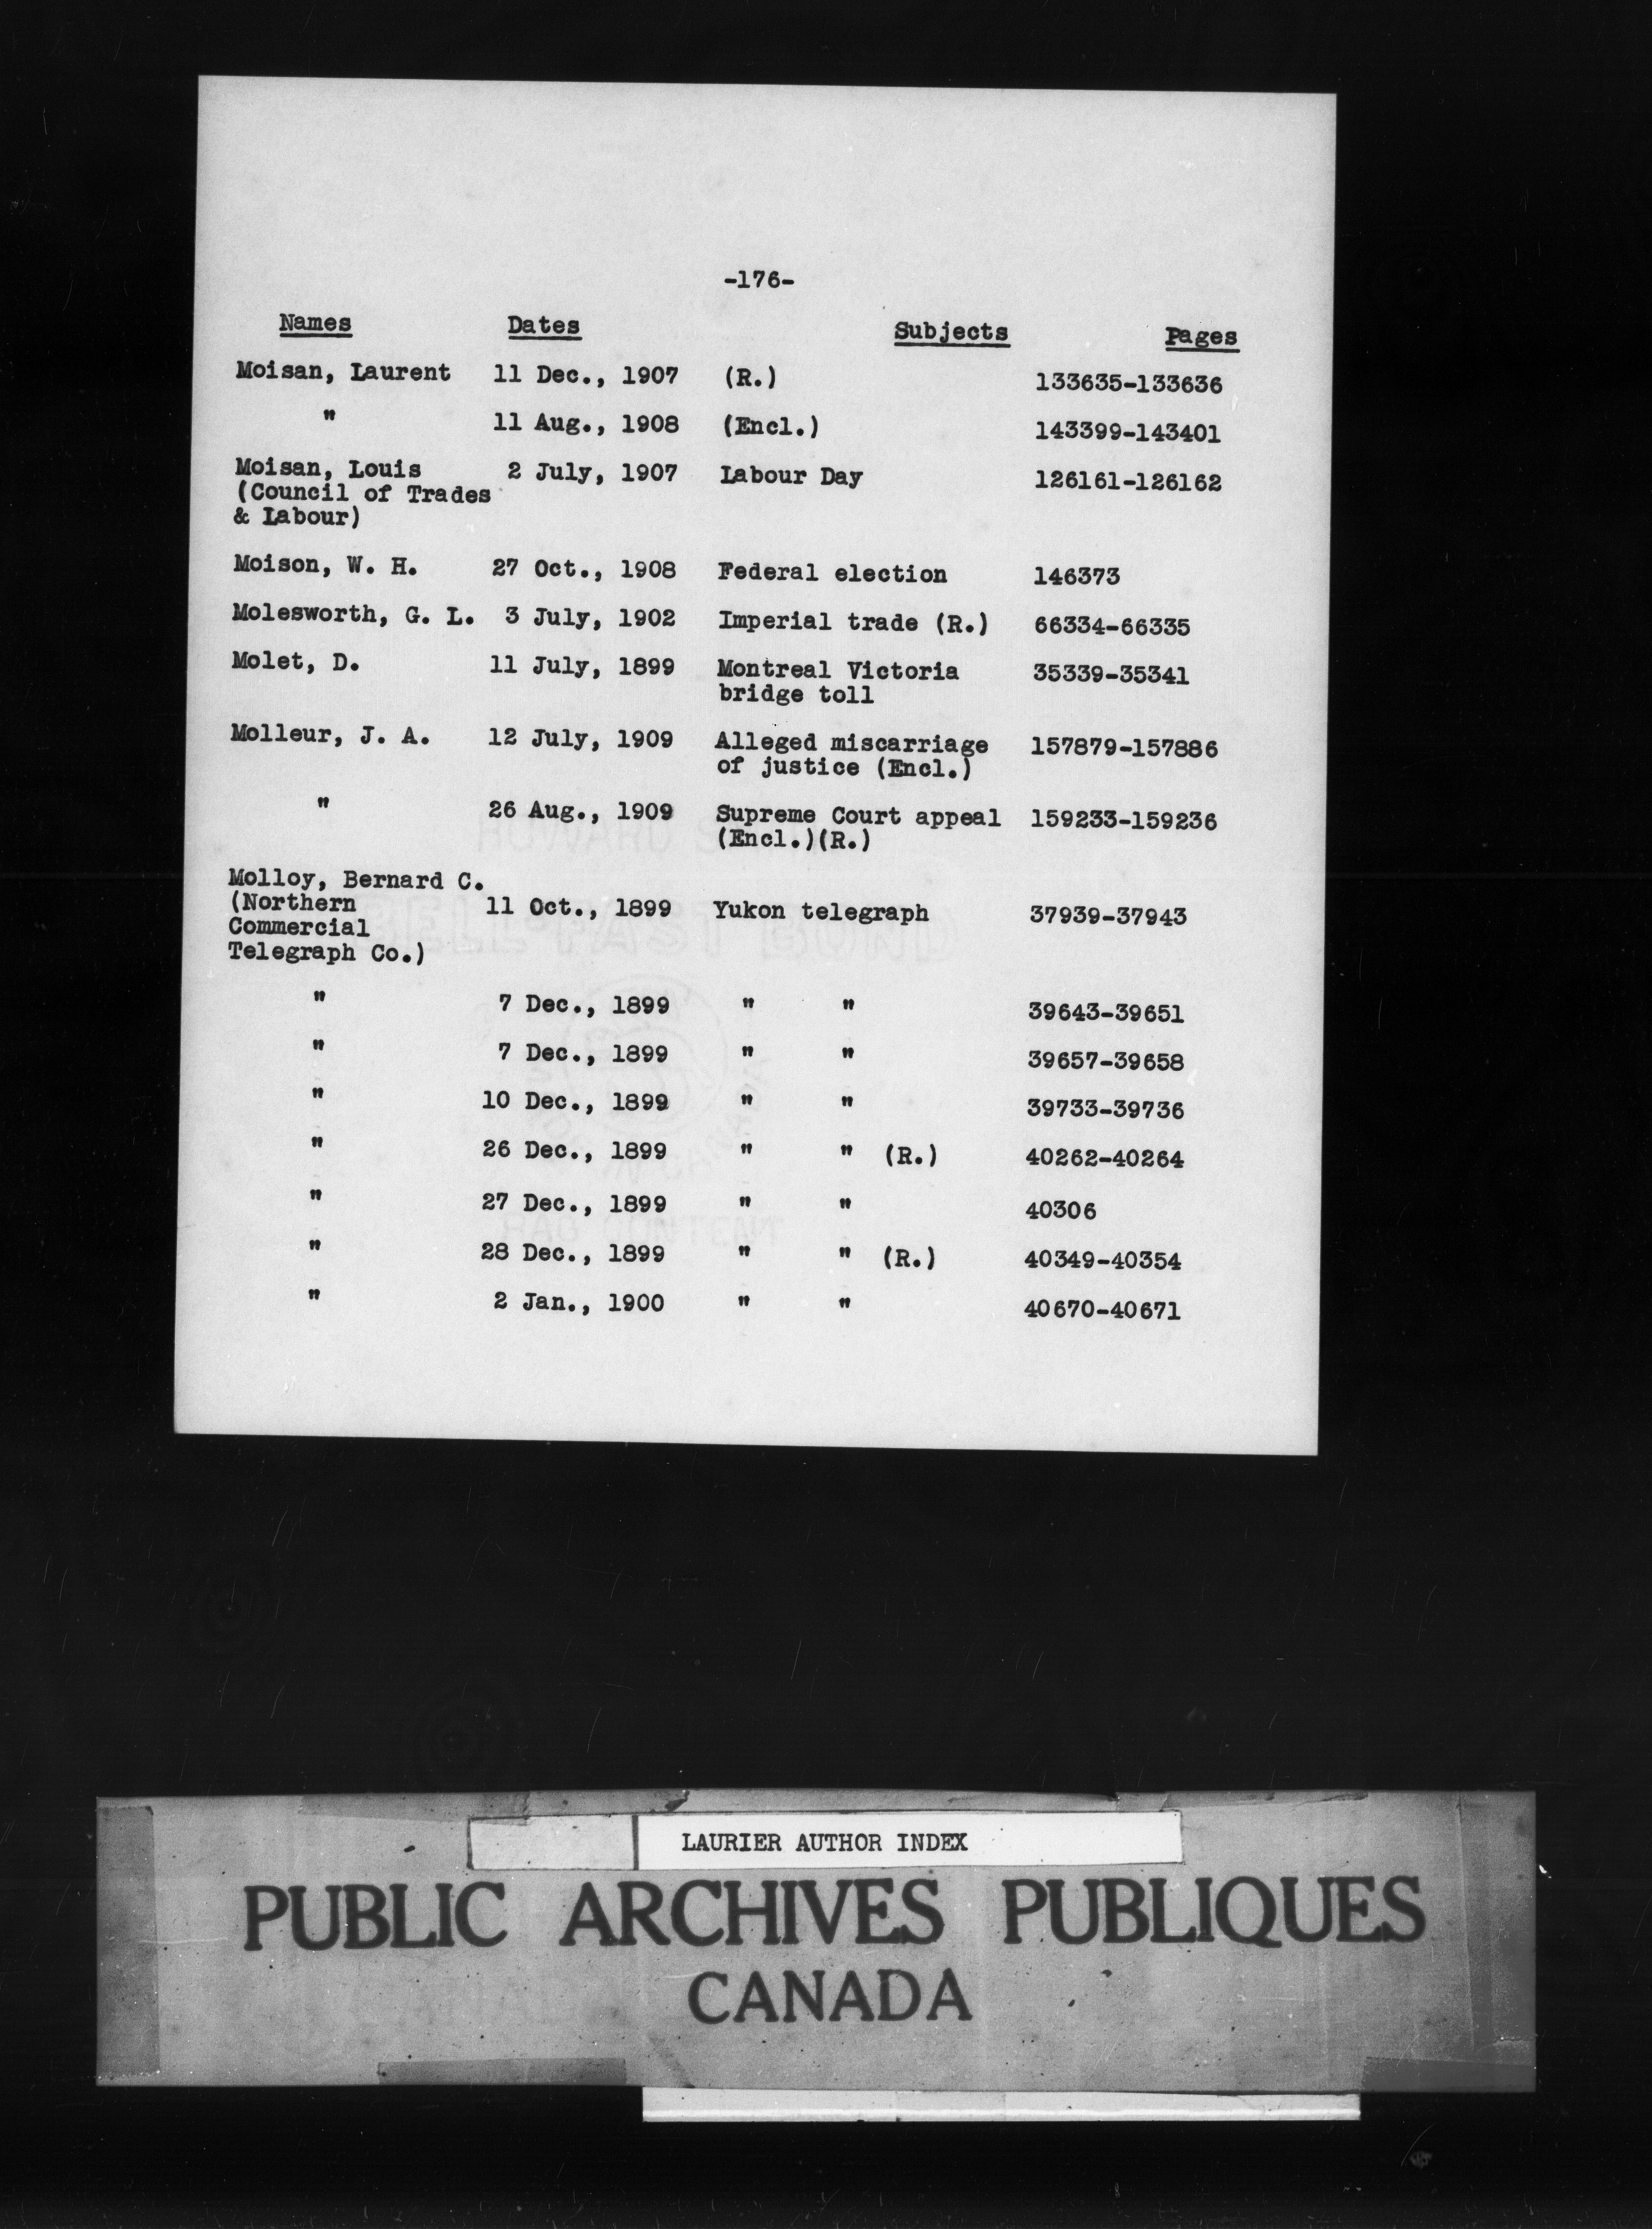 -176-
Names Dates Subjects Pages
Moisan, Laurent 11 Dec., 1907 (R.) 133635-133636
" 11 Aug., 1908 (Encl.) 143399-143401
Moisan, Louis 2 July, 1907 Labour Day 126161-126162
(Council of Trades
& Labour)
Moison, W. H. 27 Oct., 1908 Federal election 146373
Molesworth, G. L. 3 July, 1902 Imperial trade (R.) 66334-66335
Molet, D. 11 July, 1899 Montreal Victoria 35339-35341
bridge toll
Molleur, J. A. 12 July, 1909 Alleged miscarriage 157879-157886
of justice (Encl.)
" 26 Aug., 1909 Supreme Court appeal 159233-159236
(Encl.)(R.)
Molloy, Bernard C.
(Northern 11 Oct., 1899 Yukon telegraph 37939-37943
Commercial
Telegraph Co.)
" 7 Dec., 1899 " " 39643-39651
" 7 Dec., 1899 " " 39657-39658
" 10 Dec., 1899 " " 39733-39736
" 26 Dec., 1899 " " (R.) 40262-40264
" 27 Dec., 1899 " " 40306
" 28 Dec., 1899 " " (R.) 40349-40354
" 2 Jan., 1900 " " 40670-40671
LAURIER AUTHOR INDEX
PUBLIC ARCHIVES PUBLIQUES
CANADA